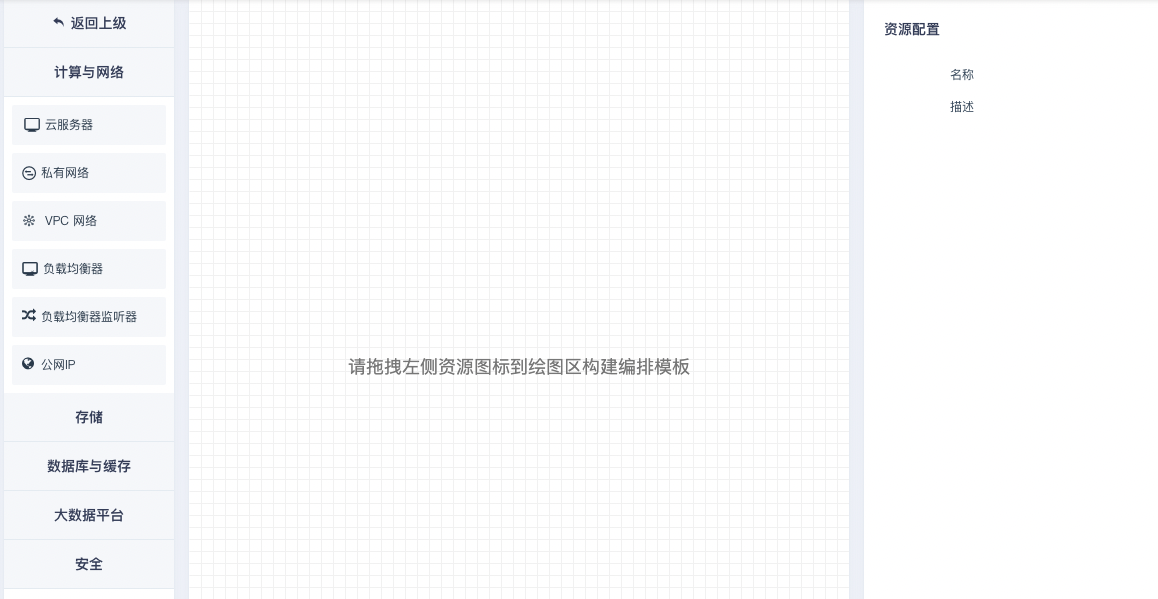 返回上级
计算与网络
云服务器
私有网络
VPC 网络
负载均衡器
负载均衡器监听器
公网IP
存储
数据库与缓存
大数据平台
安全
请拖拽左侧资源图标到绘图区构建编排模板
资源配置
名称
描述